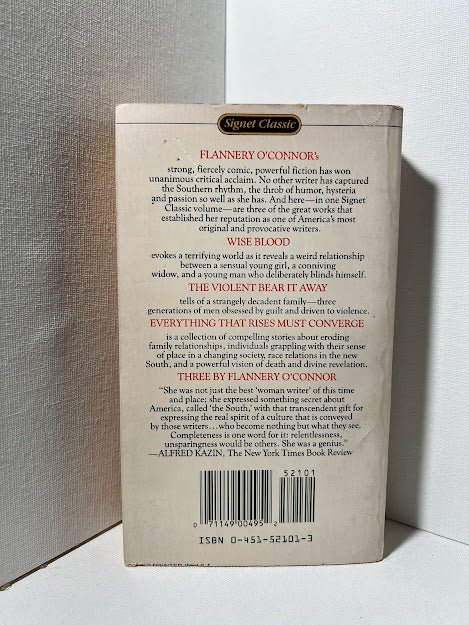 Signet Classic
FLANNERY O'CONNOR's
strong, fiercely comic, powerful fiction has won
unanimous critical acclaim. No other writer has captured
the Southern rhythm, the throb of humor, hysteria
and passion so well as she has. And here—in one Signet
Classic volume—are three of the great works that
established her reputation as one of America's most
original and provocative writers.
WISE BLOOD
evokes a terrifying world as it reveals a weird relationship
between a sensual young girl, a conniving
widow, and a young man who deliberately blinds himself.
THE VIOLENT BEAR IT AWAY
tells of a strangely decadent family—three
generations of men obsessed by guilt and driven to violence.
EVERYTHING THAT RISES MUST CONVERGE
is a collection of compelling stories about eroding
family relationships, individuals grappling with their sense
of place in a changing society, race relations in the new
South, and a powerful vision of death and divine revelation.
THREE BY FLANNERY O'CONNOR
"She was not just the best 'woman writer' of this time
and place; she expressed something secret about
America, called 'the South,' with that transcendent gift for
expressing the real spirit of a culture that is conveyed
by those writers...who become nothing but what they see.
Completeness is one word for it: relentlessness,
unsparingness would be others. She was a genius."
—ALFRED KAZIN, The New York Times Book Review
52101
0 71149 00495 2
ISBN 0-451-52101-3